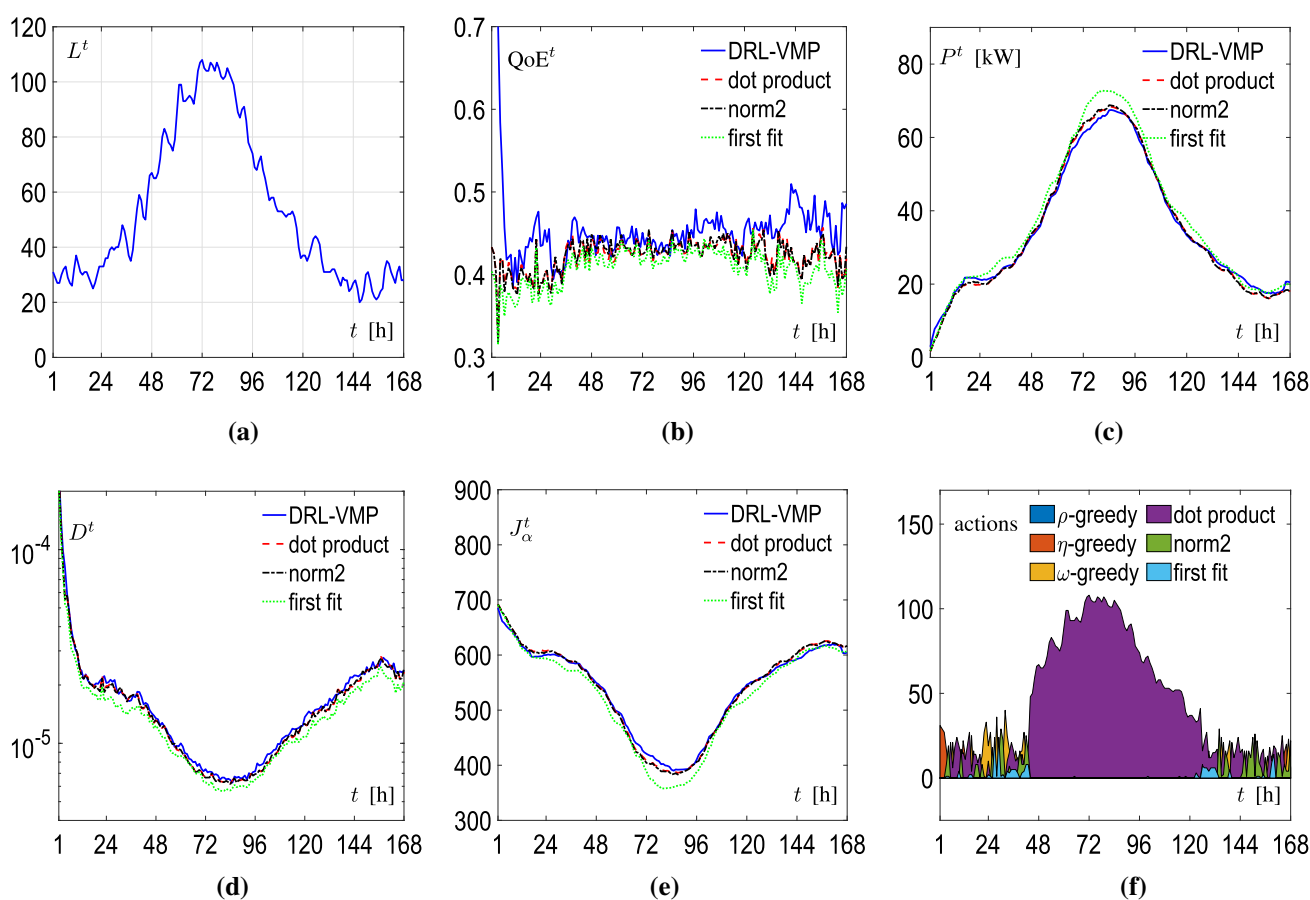 120
100
80
60
40
20
0
L^t
t [h]
1 24 48 72 96 120 144 168
(a)
0.7
0.6
0.5
0.4
0.3
QoE^t
DRL-VMP
dot product
norm2
first fit
t [h]
1 24 48 72 96 120 144 168
(b)
80
60
40
20
0
P^t [kW]
DRL-VMP
dot product
norm2
first fit
t [h]
1 24 48 72 96 120 144 168
(c)
10^-4
10^-5
D^t
DRL-VMP
dot product
norm2
first fit
t [h]
1 24 48 72 96 120 144 168
(d)
900
800
700
600
500
400
300
J_α^t
DRL-VMP
dot product
norm2
first fit
t [h]
1 24 48 72 96 120 144 168
(e)
150
100
50
0
actions
ρ-greedy dot product
η-greedy norm2
ω-greedy first fit
t [h]
1 24 48 72 96 120 144 168
(f)